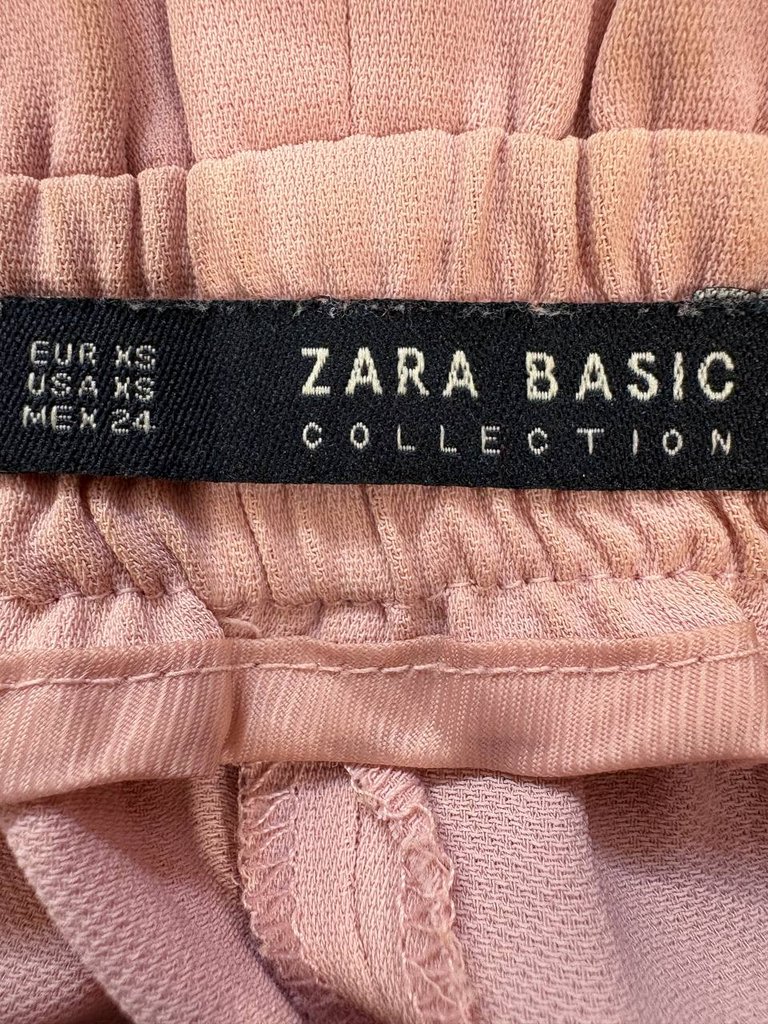 EUR XS
USA XS
MEX 24
ZARA BASIC
COLLECTION